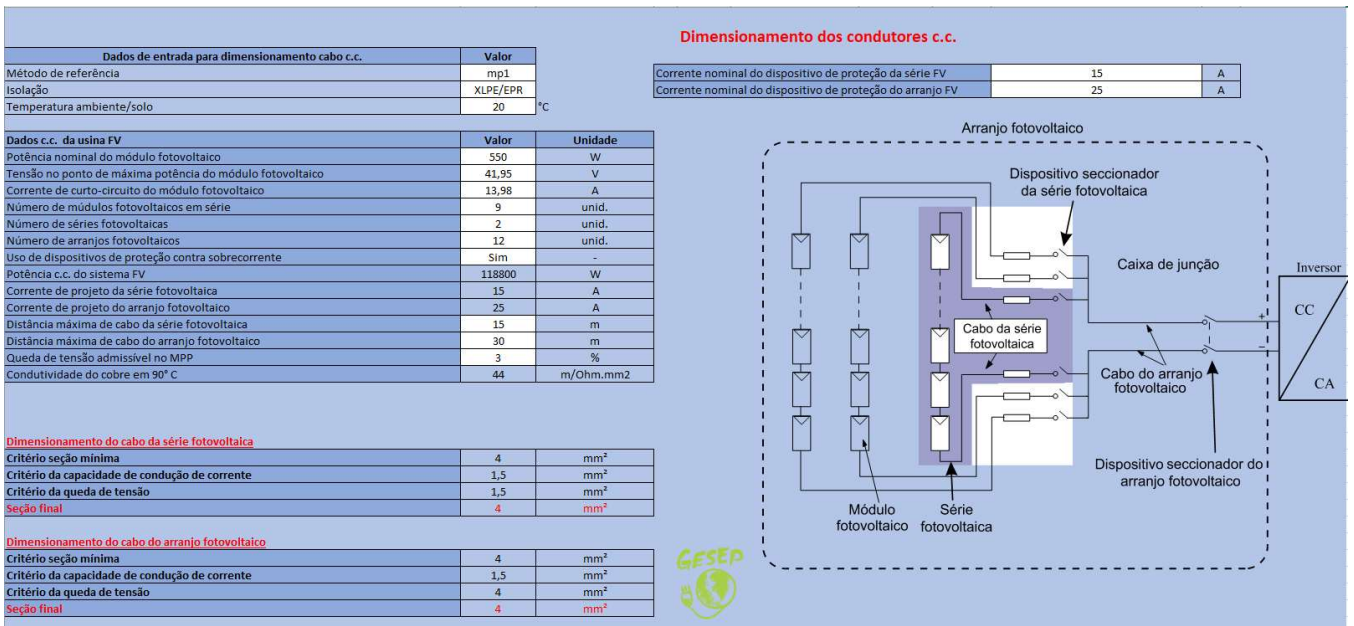 Dimensionamento dos condutores c.c.
Dados de entrada para dimensionamento cabo c.c. Valor
Método de referência mp1
Isolação XLPE/EPR
Temperatura ambiente/solo 20 °C
Corrente nominal do dispositivo de proteção da série FV 15 A
Corrente nominal do dispositivo de proteção do arranjo FV 25 A
Dados c.c. da usina FV Valor Unidade
Potência nominal do módulo fotovoltaico 550 W
Tensão no ponto de máxima potência do módulo fotovoltaico 41,95 V
Corrente de curto-circuito do módulo fotovoltaico 13,98 A
Número de múdulos fotovoltaicos em série 9 unid.
Número de séries fotovoltaicas 2 unid.
Número de arranjos fotovoltaicos 12 unid.
Uso de dispositivos de proteção contra sobrecorrente Sim -
Potência c.c. do sistema FV 118800 W
Corrente de projeto da série fotovoltaica 15 A
Corrente de projeto do arranjo fotovoltaico 25 A
Distância máxima de cabo da série fotovoltaica 15 m
Distância máxima de cabo do arranjo fotovoltaico 30 m
Queda de tensão admissível no MPP 3 %
Condutividade do cobre em 90° C 44 m/Ohm.mm2
Dimensionamento do cabo da série fotovoltaica
Critério seção mínima 4 mm²
Critério da capacidade de condução de corrente 1,5 mm²
Critério da queda de tensão 1,5 mm²
Seção final 4 mm²
Dimensionamento do cabo do arranjo fotovoltaico
Critério seção mínima 4 mm²
Critério da capacidade de condução de corrente 1,5 mm²
Critério da queda de tensão 4 mm²
Seção final 4 mm²
GESEP
Arranjo fotovoltaico
Dispositivo seccionador
da série fotovoltaica
Caixa de junção
Inversor
CC
CA
+
−
Cabo da série
fotovoltaica
Cabo do arranjo
fotovoltaico
Dispositivo seccionador do
arranjo fotovoltaico
Módulo
fotovoltaico
Série
fotovoltaica